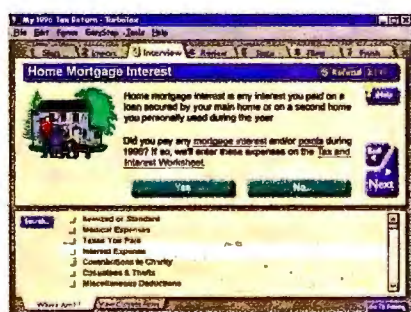 My 1996 Tax Return - TurboTax
File Edit Forms EasyStep Tools Help
Interview
Home Mortgage Interest
Refund
Help
Home mortgage interest is any interest you paid on a
loan secured by your main home or on a second home
you personally used during the year
Did you pay any mortgage interest and/or points during
1996? If so, we'll enter these expenses on the Tax and
Interest Worksheet.
Yes
No
Next
Itemized or Standard
Medical Expenses
Taxes You Paid
Interest Expense
Contributions to Charity
Casualties & Thefts
Miscellaneous Deductions
Where Am I?